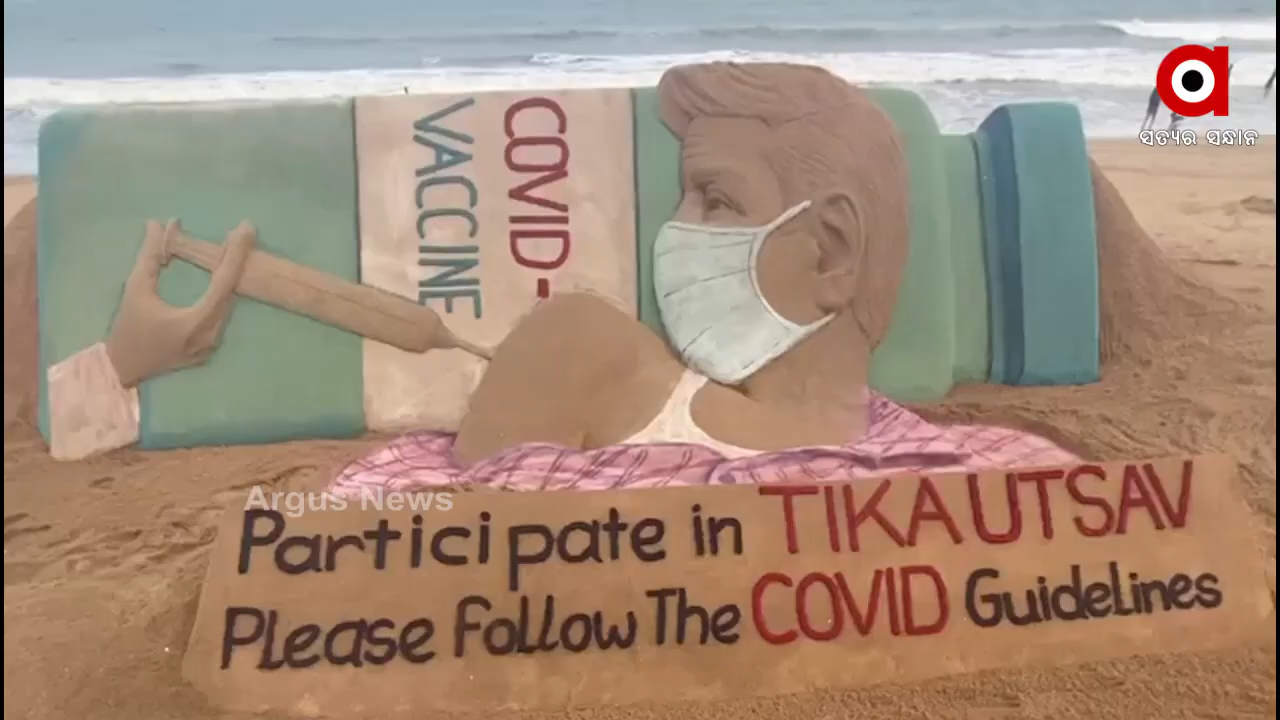 ସତ୍ୟର ସନ୍ଧାନ
COVID-
VACCINE
Argus News
Participate in TIKA UTSAV
Please Follow The COVID Guidelines